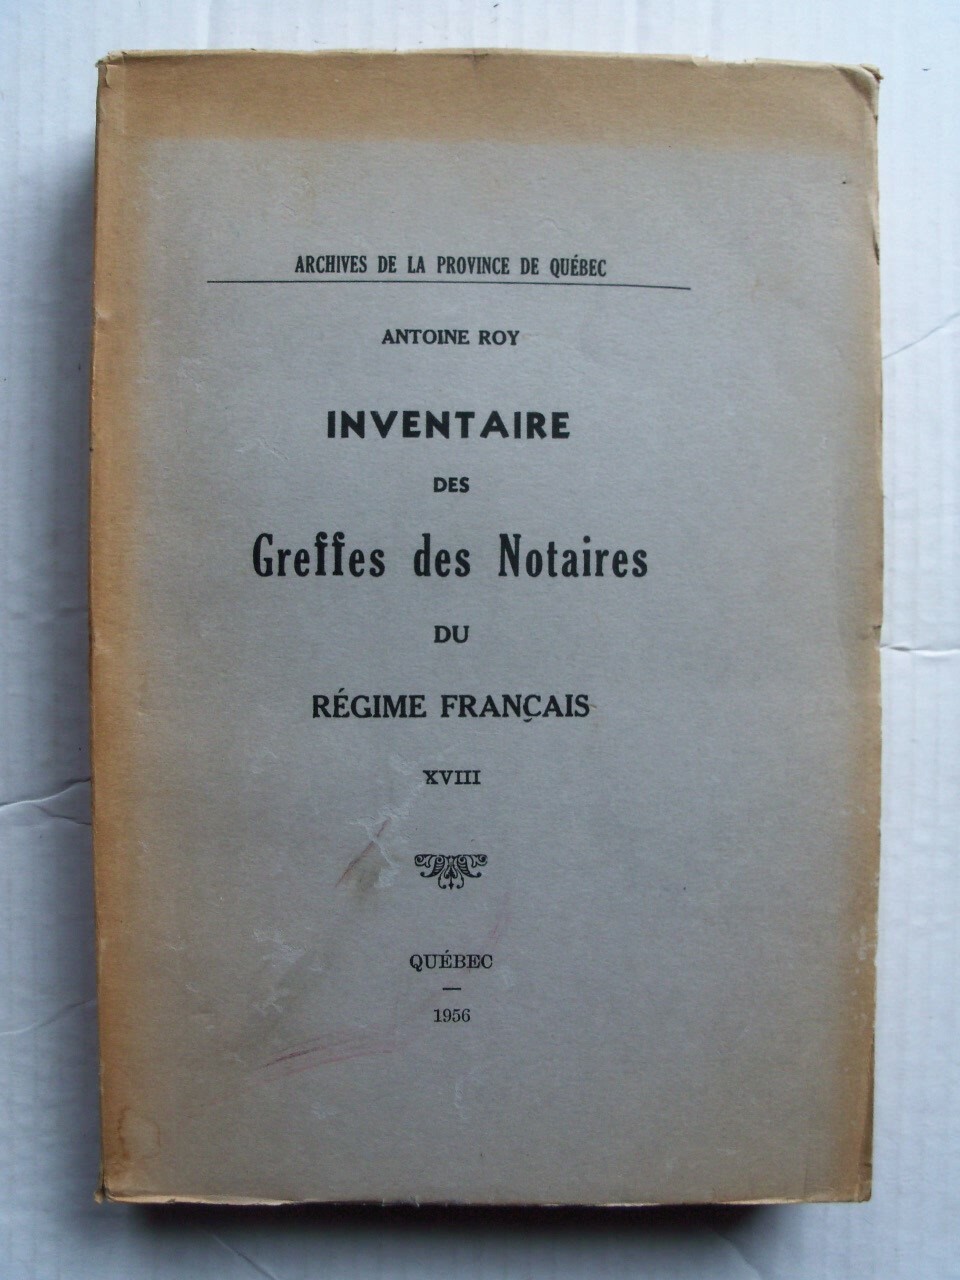 ARCHIVES DE LA PROVINCE DE QUÉBEC
ANTOINE ROY
INVENTAIRE
DES
Greffes des Notaires
DU
RÉGIME FRANÇAIS
XVIII
QUÉBEC
—
1956